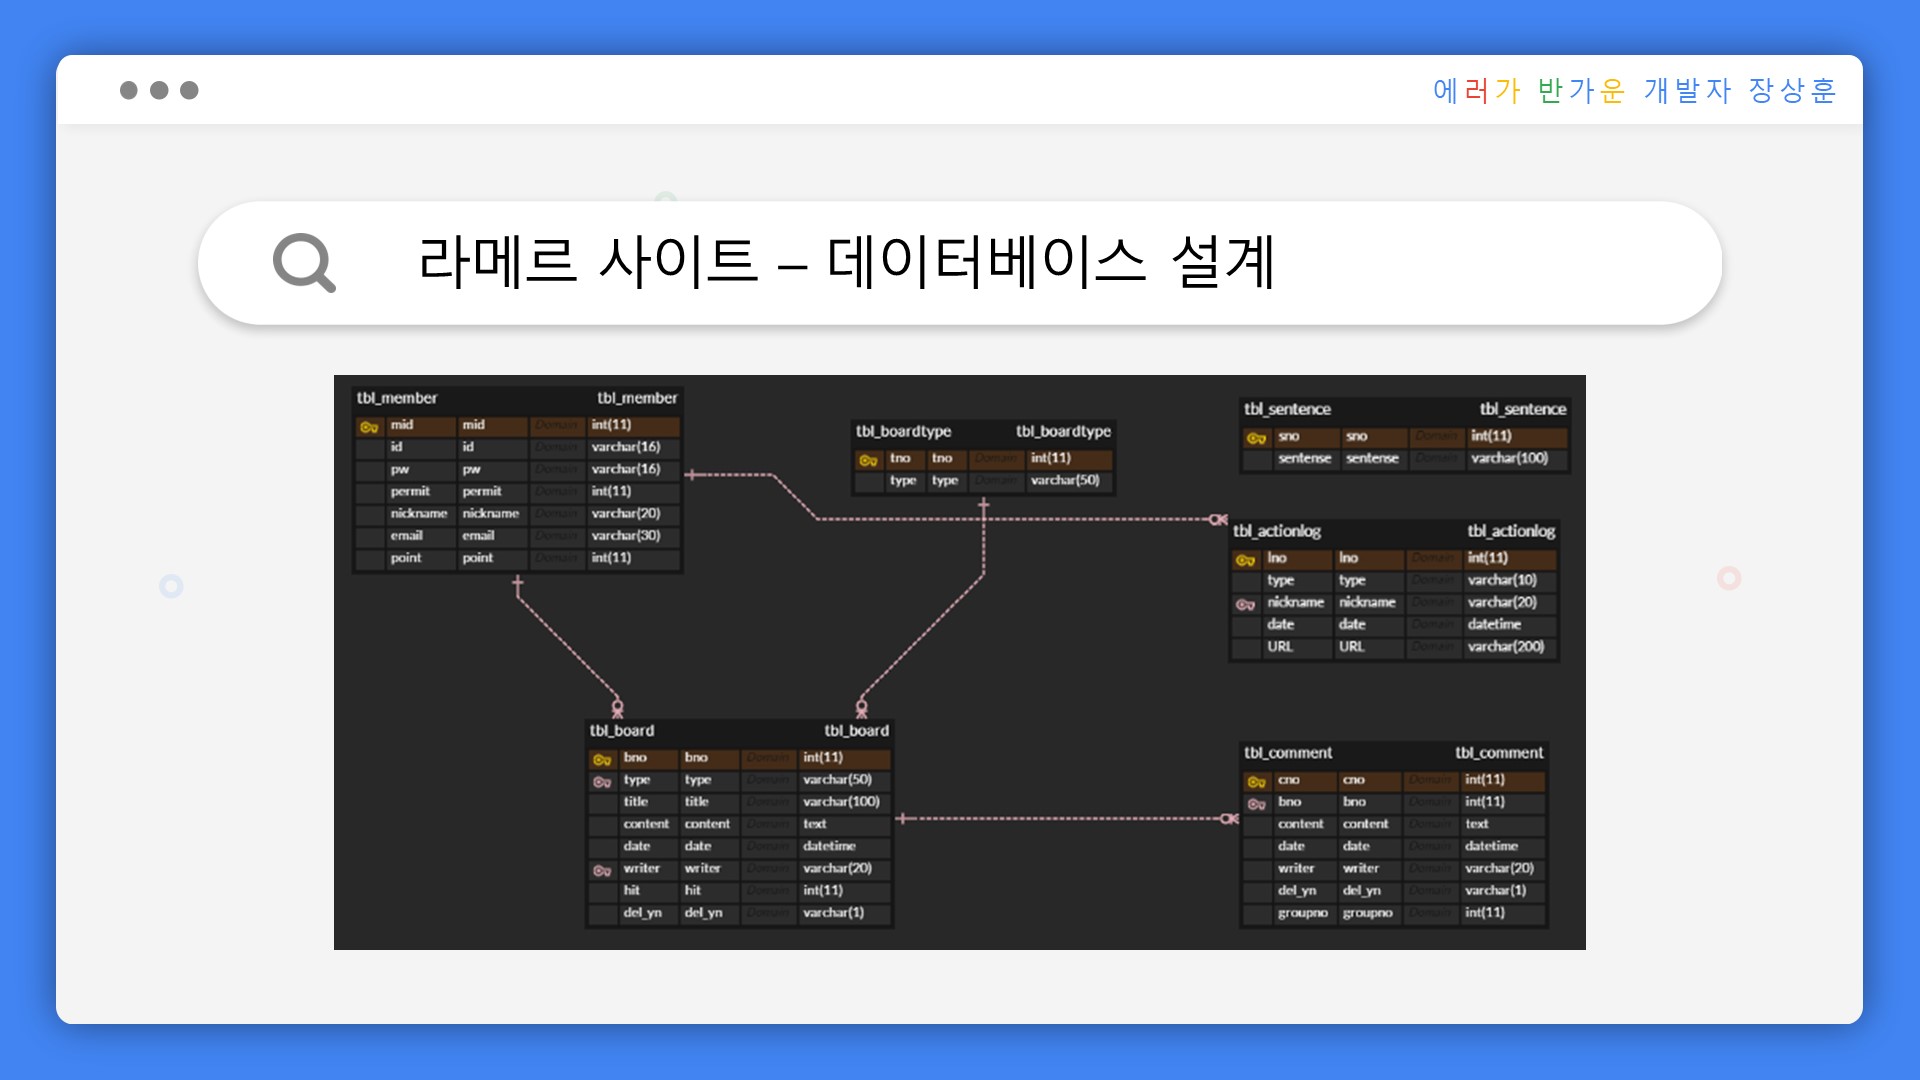 에러가 반가운 개발자 장상훈
라메르 사이트 – 데이터베이스 설계
tbl_member tbl_member
mid mid Domain int(11)
id id Domain varchar(16)
pw pw Domain varchar(16)
permit permit Domain int(11)
nickname nickname Domain varchar(20)
email email Domain varchar(30)
point point Domain int(11)
tbl_boardtype tbl_boardtype
tno tno Domain int(11)
type type Domain varchar(50)
tbl_sentence tbl_sentence
sno sno Domain int(11)
sentense sentense Domain varchar(100)
tbl_actionlog tbl_actionlog
lno lno Domain int(11)
type type Domain varchar(10)
nickname nickname Domain varchar(20)
date date Domain datetime
URL URL Domain varchar(200)
tbl_board tbl_board
bno bno Domain int(11)
type type Domain varchar(50)
title title Domain varchar(100)
content content Domain text
date date Domain datetime
writer writer Domain varchar(20)
hit hit Domain int(11)
del_yn del_yn Domain varchar(1)
tbl_comment tbl_comment
cno cno Domain int(11)
bno bno Domain int(11)
content content Domain text
date date Domain datetime
writer writer Domain varchar(20)
del_yn del_yn Domain varchar(1)
groupno groupno Domain int(11)